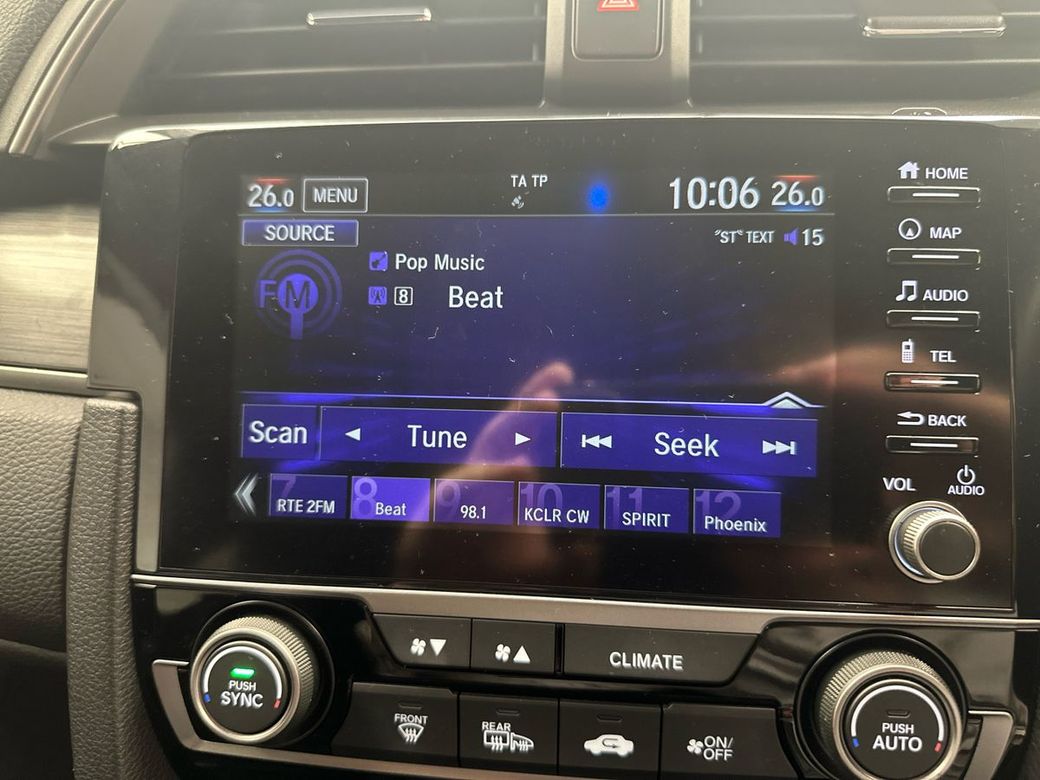 26.0 MENU TA TP 10:06 26.0
SOURCE "ST" TEXT 15
Pop Music
FM
8 Beat
Scan Tune Seek
7 RTE 2FM 8 Beat 9 98.1 10 KCLR CW 11 SPIRIT 12 Phoenix
HOME
MAP
AUDIO
TEL
BACK
VOL AUDIO
CLIMATE
PUSH SYNC
FRONT
REAR
ON/OFF
PUSH AUTO